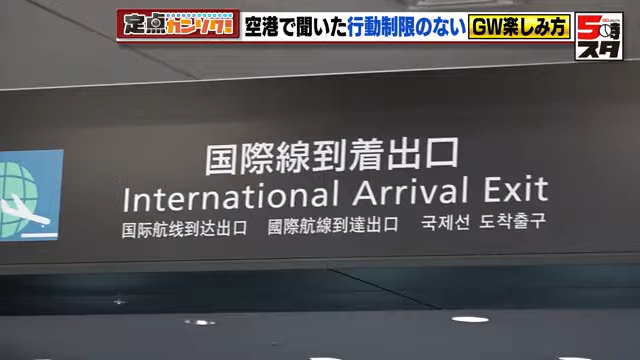 定点カンソク!
空港で聞いた行動制限のない GW楽しみ方
5時スタ
国際線到着出口
International Arrival Exit
国际航线到达出口 國際航線到達出口 국제선 도착출구